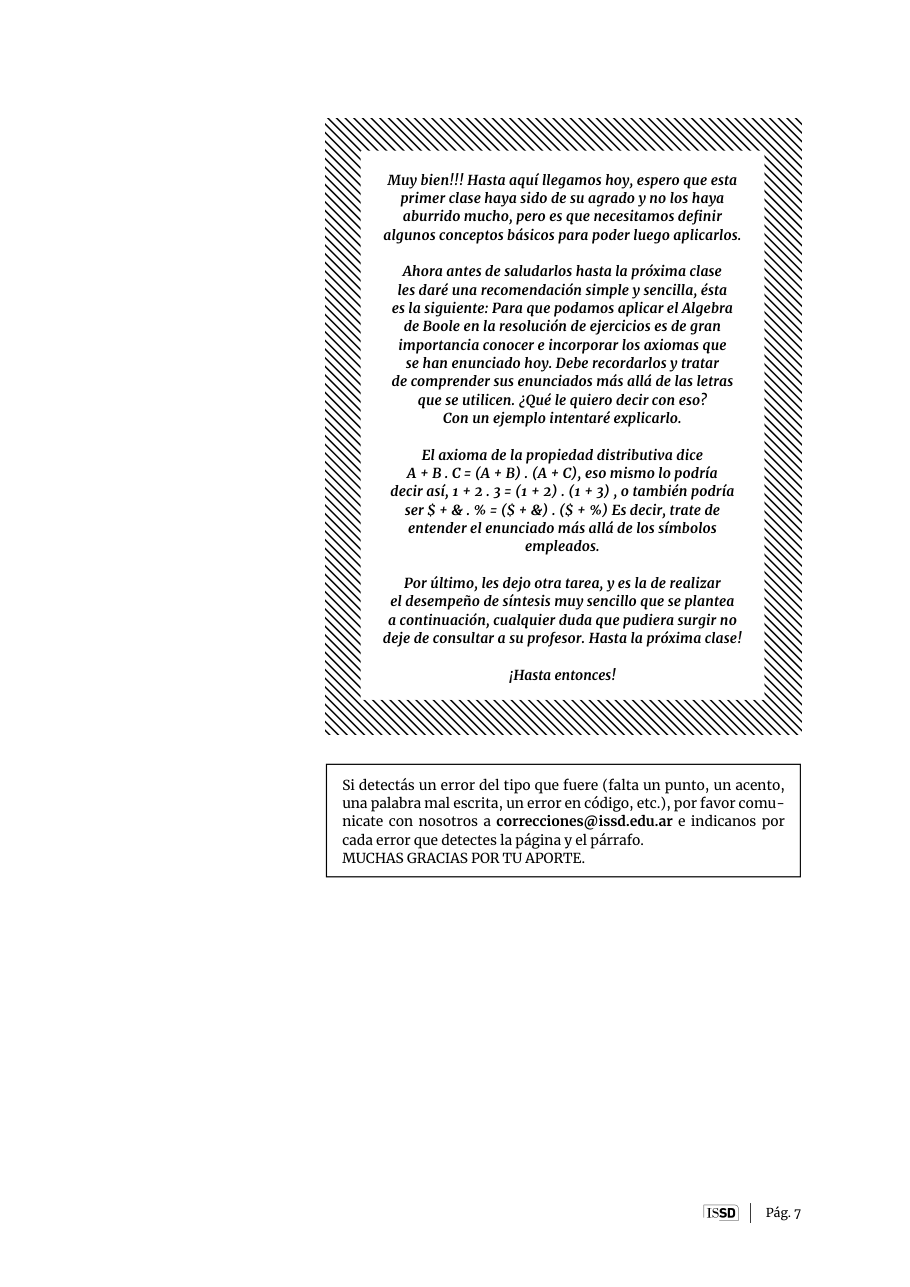 Muy bien!!! Hasta aquí llegamos hoy, espero que esta
primer clase haya sido de su agrado y no los haya
aburrido mucho, pero es que necesitamos definir
algunos conceptos básicos para poder luego aplicarlos.
Ahora antes de saludarlos hasta la próxima clase
les daré una recomendación simple y sencilla, ésta
es la siguiente: Para que podamos aplicar el Algebra
de Boole en la resolución de ejercicios es de gran
importancia conocer e incorporar los axiomas que
se han enunciado hoy. Debe recordarlos y tratar
de comprender sus enunciados más allá de las letras
que se utilicen. ¿Qué le quiero decir con eso?
Con un ejemplo intentaré explicarlo.
El axioma de la propiedad distributiva dice
A + B . C = (A + B) . (A + C), eso mismo lo podría
decir así, 1 + 2 . 3 = (1 + 2) . (1 + 3) , o también podría
ser $ + & . % = ($ + &) . ($ + %) Es decir, trate de
entender el enunciado más allá de los símbolos
empleados.
Por último, les dejo otra tarea, y es la de realizar
el desempeño de síntesis muy sencillo que se plantea
a continuación, cualquier duda que pudiera surgir no
deje de consultar a su profesor. Hasta la próxima clase!
¡Hasta entonces!
Si detectás un error del tipo que fuere (falta un punto, un acento,
una palabra mal escrita, un error en código, etc.), por favor comu-
nicate con nosotros a correcciones@issd.edu.ar e indicanos por
cada error que detectes la página y el párrafo.
MUCHAS GRACIAS POR TU APORTE.
ISSD Pág. 7